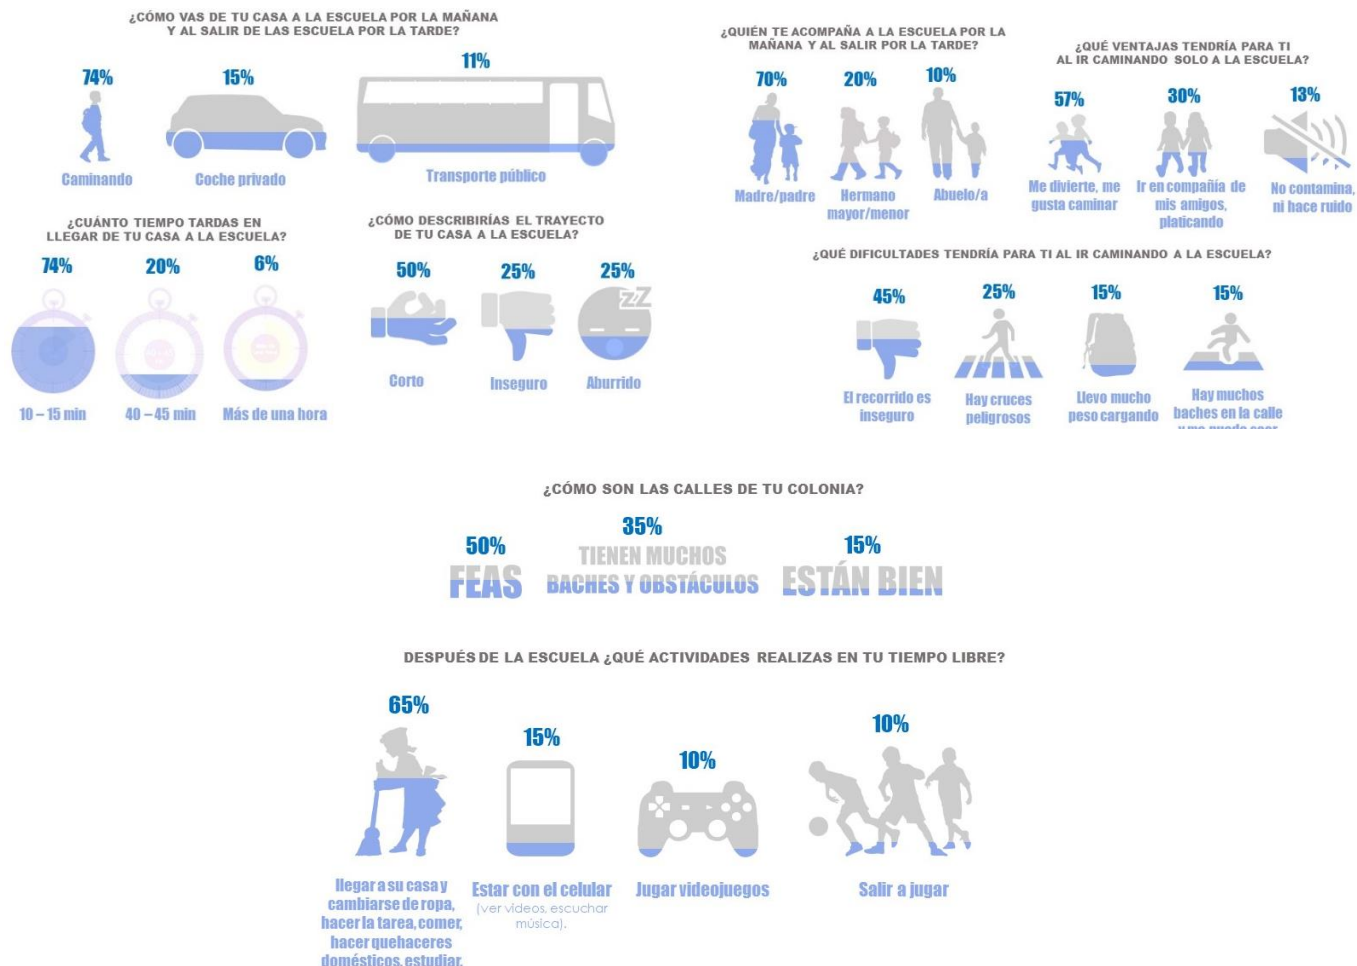 ¿CÓMO VAS DE TU CASA A LA ESCUELA POR LA MAÑANA
Y AL SALIR DE LAS ESCUELA POR LA TARDE?
74%
15%
11%
Caminando
Coche privado
Transporte público
¿QUIÉN TE ACOMPAÑA A LA ESCUELA POR LA
MAÑANA Y AL SALIR POR LA TARDE?
70%
20%
10%
Madre/padre
Hermano
mayor/menor
Abuelo/a
¿QUÉ VENTAJAS TENDRÍA PARA TI
AL IR CAMINANDO SOLO A LA ESCUELA?
57%
30%
13%
Me divierte, me
gusta caminar
Ir en compañía de
mis amigos,
platicando
No contamina,
ni hace ruido
¿CUÁNTO TIEMPO TARDAS EN
LLEGAR DE TU CASA A LA ESCUELA?
74%
20%
6%
10 – 15 min
40 – 45 min
Más de una hora
¿CÓMO DESCRIBIRÍAS EL TRAYECTO
DE TU CASA A LA ESCUELA?
50%
25%
25%
zZ
Corto
Inseguro
Aburrido
¿QUÉ DIFICULTADES TENDRÍA PARA TI AL IR CAMINANDO A LA ESCUELA?
45%
25%
15%
15%
El recorrido es
inseguro
Hay cruces
peligrosos
Llevo mucho
peso cargando
Hay muchos
baches en la calle
¿CÓMO SON LAS CALLES DE TU COLONIA?
50%
FEAS
35%
TIENEN MUCHOS
BACHES Y OBSTÁCULOS
15%
ESTÁN BIEN
DESPUÉS DE LA ESCUELA ¿QUÉ ACTIVIDADES REALIZAS EN TU TIEMPO LIBRE?
65%
15%
10%
10%
llegar a su casa y
cambiarse de ropa,
hacer la tarea, comer,
hacer quehaceres
domésticos, estudiar.
Estar con el celular
(ver videos, escuchar
música).
Jugar videojuegos
Salir a jugar